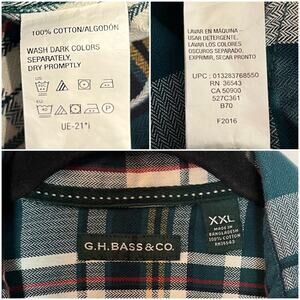 100% COTTON/ALGODÓN
WASH DARK COLORS
SEPARATELY,
DRY PROMPTLY
UE-21*I
LAVAR EN MÁQUINA
USAR DETERGENTE.
LAVAR LOS COLORES
OSCUROS SEPARADO.
EXPRIMIR, SECAR PRONTO
UPC : 013283768550
RN 36543
CA 50900
527C361
B70
F2016
G.H.BASS & CO.
XXL
MADE IN
BANGLADESH
100% COTTON
RN36543